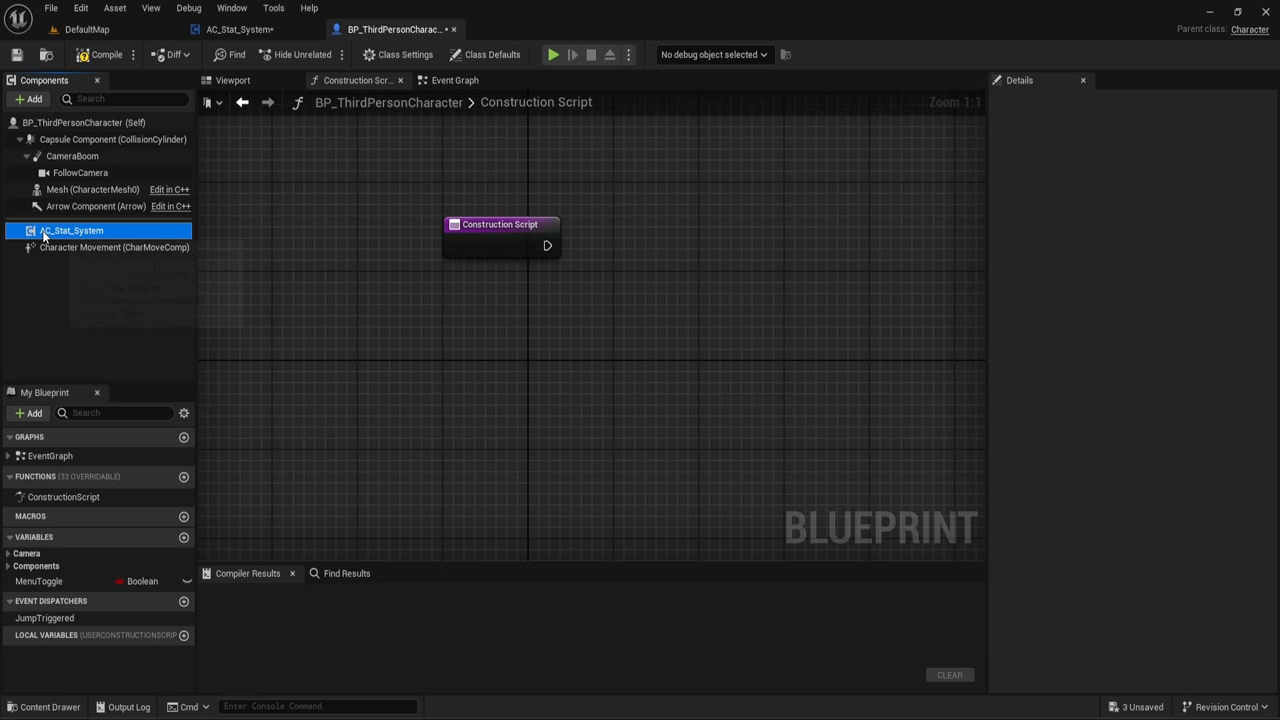 File Edit Asset View Debug Window Tools Help
DefaultMap AC_Stat_System* BP_ThirdPersonCharac... • Parent class: Character
Compile Diff Find Hide Unrelated Class Settings Class Defaults No debug object selected
Components Viewport Construction Scr... Event Graph Details
+ Add Search BP_ThirdPersonCharacter > Construction Script Zoom 1:1
BP_ThirdPersonCharacter (Self)
Capsule Component (CollisionCylinder)
CameraBoom
FollowCamera
Mesh (CharacterMesh0) Edit in C++
Arrow Component (Arrow) Edit in C++
AC_Stat_System
Character Movement (CharMoveComp)
Construction Script
My Blueprint
+ Add Search
GRAPHS
EventGraph
FUNCTIONS (33 OVERRIDABLE)
ConstructionScript
MACROS
VARIABLES
Camera
Components
MenuToggle Boolean
EVENT DISPATCHERS
JumpTriggered
LOCAL VARIABLES (USERCONSTRUCTIONSCRIP
BLUEPRINT
Compiler Results Find Results
CLEAR
Content Drawer Output Log Cmd Enter Console Command 3 Unsaved Revision Control